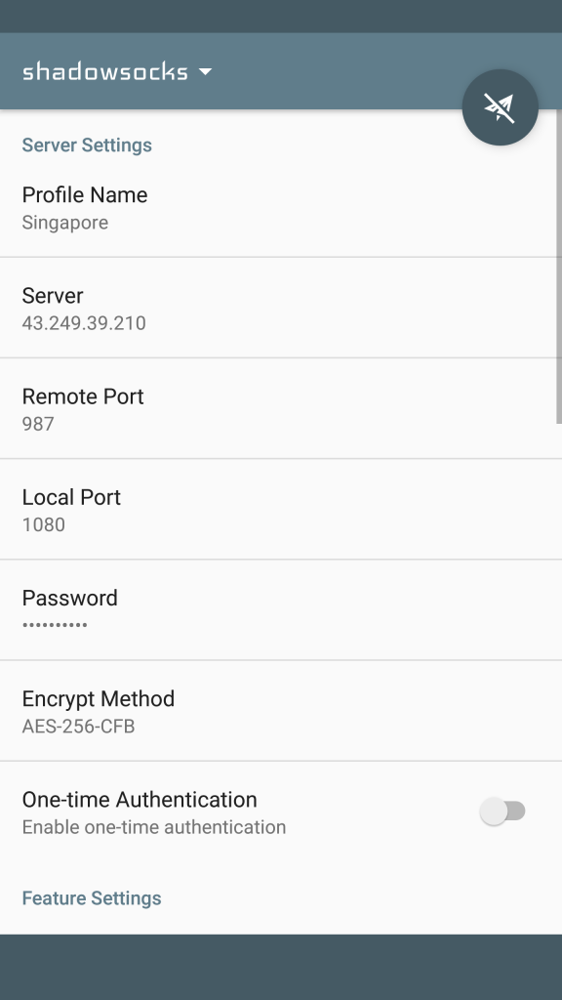 shadowsocks
Server Settings
Profile Name
Singapore
Server
43.249.39.210
Remote Port
987
Local Port
1080
Password
••••••••••
Encrypt Method
AES-256-CFB
One-time Authentication
Enable one-time authentication
Feature Settings